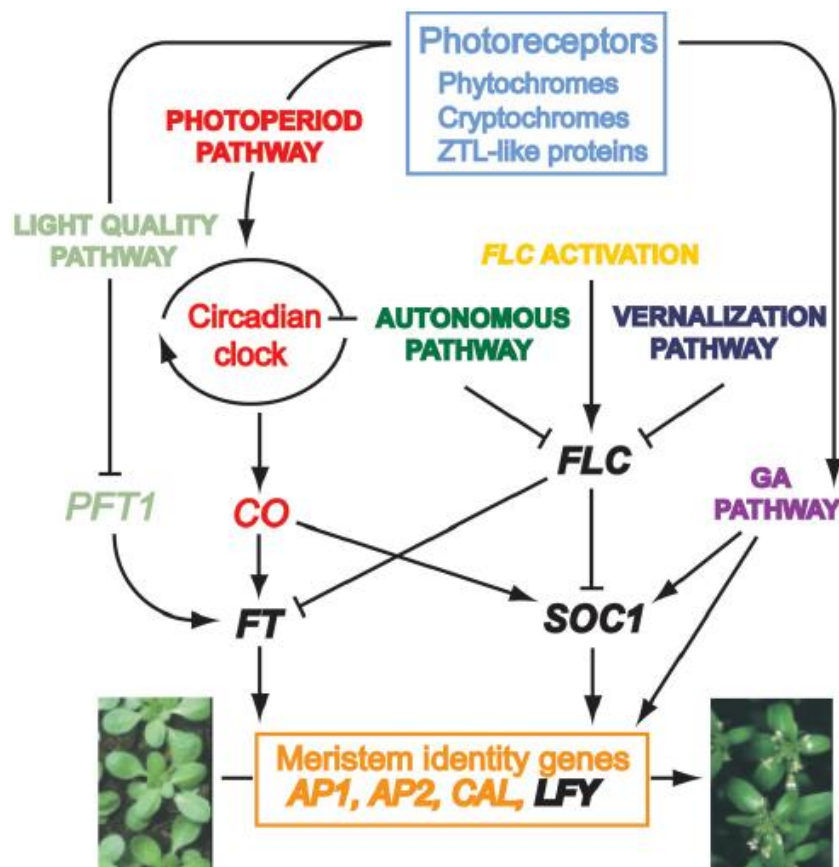 Photoreceptors
Phytochromes
Cryptochromes
ZTL-like proteins
PHOTOPERIOD
PATHWAY
LIGHT QUALITY
PATHWAY
FLC ACTIVATION
Circadian
clock
AUTONOMOUS
PATHWAY
VERNALIZATION
PATHWAY
FLC
GA
PATHWAY
PFT1
CO
FT
SOC1
Meristem identity genes
AP1, AP2, CAL, LFY